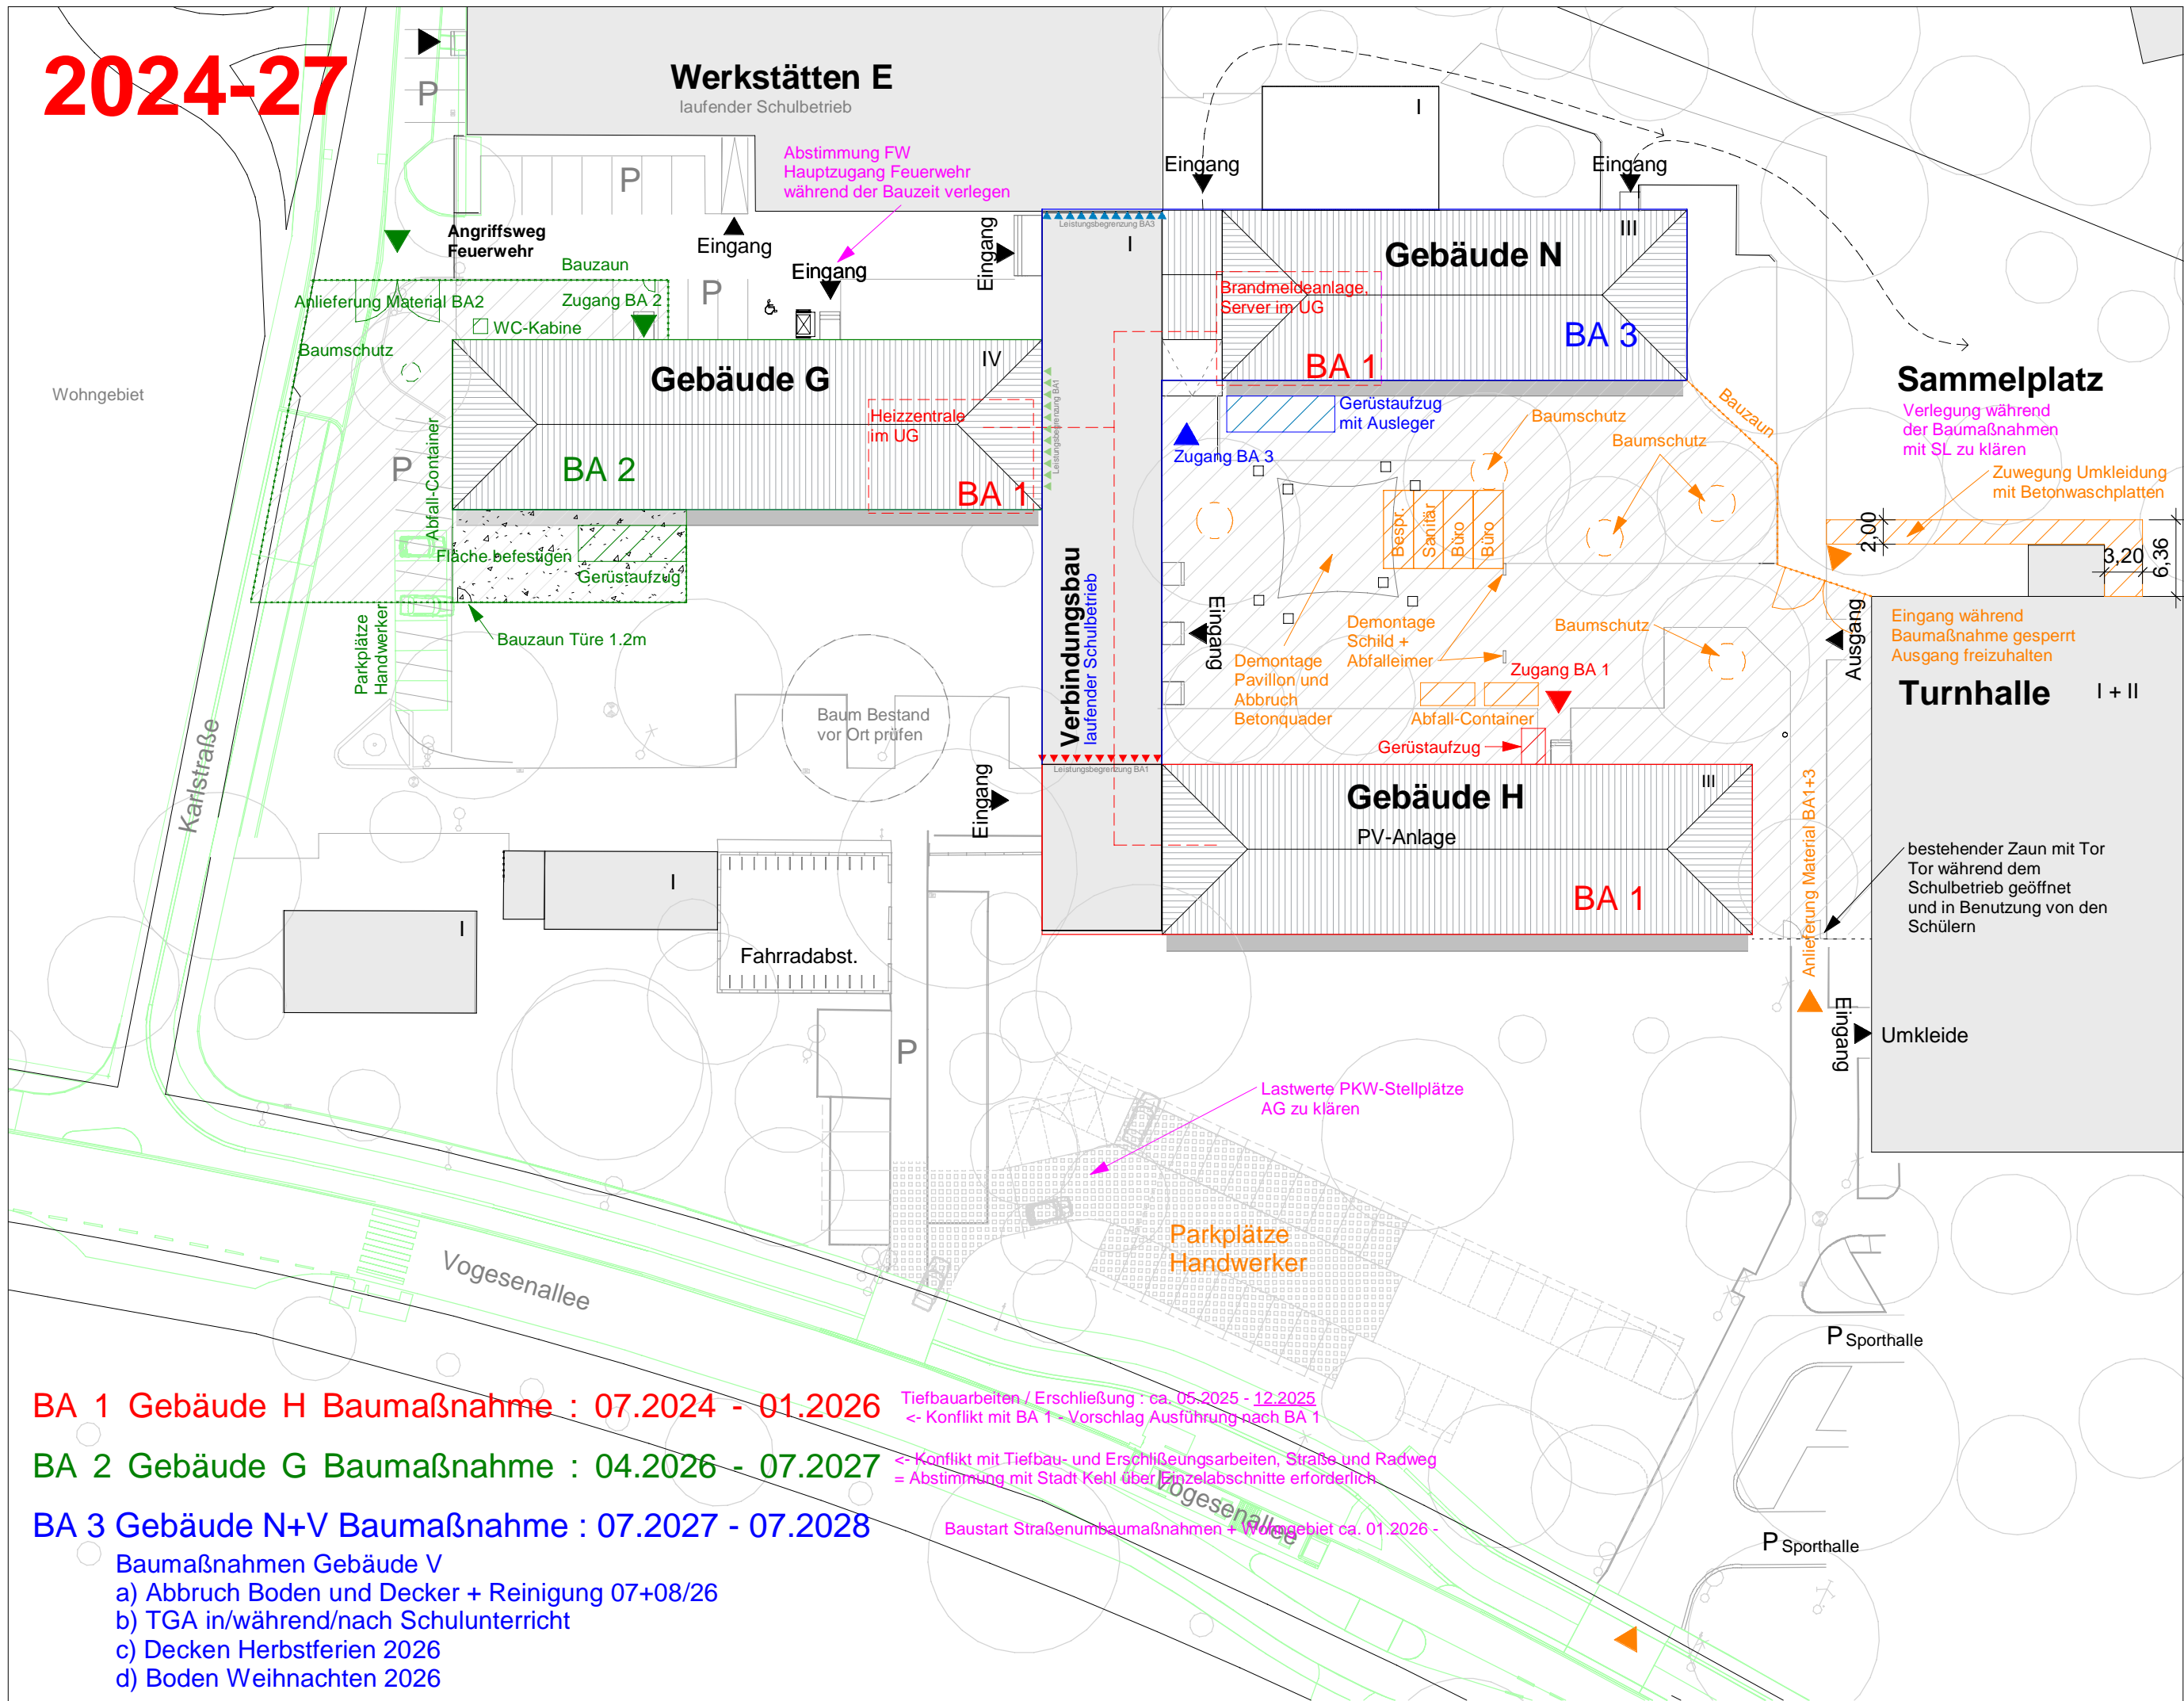 2024-27
Werkstätten E
laufender Schulbetrieb
P
P
Abstimmung FW
Hauptzugang Feuerwehr
während der Bauzeit verlegen
Angriffsweg
Feuerwehr
Eingang
Eingang
Eingang
P
Bauzaun
Anlieferung Material BA2
Zugang BA 2
WC-Kabine
Baumschutz
Wohngebiet
Gebäude G
IV
BA 2
Heizzentrale
im UG
BA 1
P
Abfall-Container
Fläche befestigen
Gerüstaufzug
Bauzaun Türe 1.2m
Parkplätze
Handwerker
Karlstraße
Leistungsbegrenzung BA3
I
Leistungsbegrenzung BA1
Verbindungsbau
laufender Schulbetrieb
Leistungsbegrenzung BA1
Eingang
Eingang
I
Eingang
III
Gebäude N
Brandmeldeanlage,
Server im UG
BA 3
BA 1
Gerüstaufzug
mit Ausleger
Zugang BA 3
Baumschutz
Baumschutz
Bauzaun
Sammelplatz
Verlegung während
der Baumaßnahmen
mit SL zu klären
Zuwegung Umkleidung
mit Betonwaschplatten
2,00
3,20
6,36
Bespr.
Sanitär
Büro
Büro
Eingang
Demontage
Pavillon und
Abbruch
Betonquader
Demontage
Schild +
Abfalleimer
Baumschutz
Zugang BA 1
Abfall-Container
Gerüstaufzug
Ausgang
Eingang während
Baumaßnahme gesperrt
Ausgang freizuhalten
Turnhalle
I + II
Baum Bestand
vor Ort prüfen
Eingang
Gebäude H
III
PV-Anlage
BA 1
Anlieferung Material BA1+3
bestehender Zaun mit Tor
Tor während dem
Schulbetrieb geöffnet
und in Benutzung von den
Schülern
I
I
Fahrradabst.
P
Eingang
Umkleide
Lastwerte PKW-Stellplätze
AG zu klären
Parkplätze
Handwerker
Vogesenallee
P Sporthalle
P Sporthalle
BA 1 Gebäude H Baumaßnahme : 07.2024 - 01.2026
Tiefbauarbeiten / Erschließung : ca. 05.2025 - 12.2025
<- Konflikt mit BA 1 - Vorschlag Ausführung nach BA 1
BA 2 Gebäude G Baumaßnahme : 04.2026 - 07.2027
<- Konflikt mit Tiefbau- und Erschlißeungsarbeiten, Straße und Radweg
= Abstimmung mit Stadt Kehl über Einzelabschnitte erforderlich
Vogesenallee
BA 3 Gebäude N+V Baumaßnahme : 07.2027 - 07.2028
Baustart Straßenumbaumaßnahmen + Wohngebiet ca. 01.2026 -
Baumaßnahmen Gebäude V
a) Abbruch Boden und Decker + Reinigung 07+08/26
b) TGA in/während/nach Schulunterricht
c) Decken Herbstferien 2026
d) Boden Weihnachten 2026